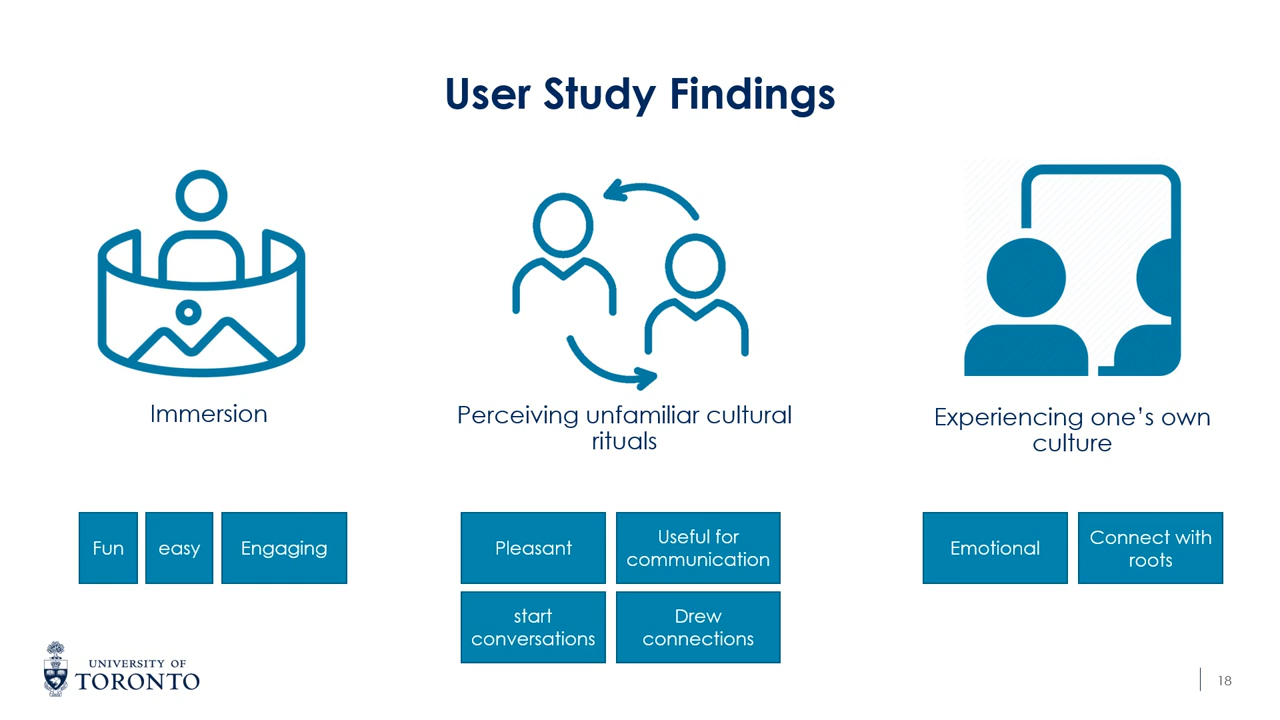 User Study Findings
Immersion
Perceiving unfamiliar cultural
rituals
Experiencing one’s own
culture
Fun
easy
Engaging
Pleasant
Useful for
communication
start
conversations
Drew
connections
Emotional
Connect with
roots
UNIVERSITY OF
TORONTO
18